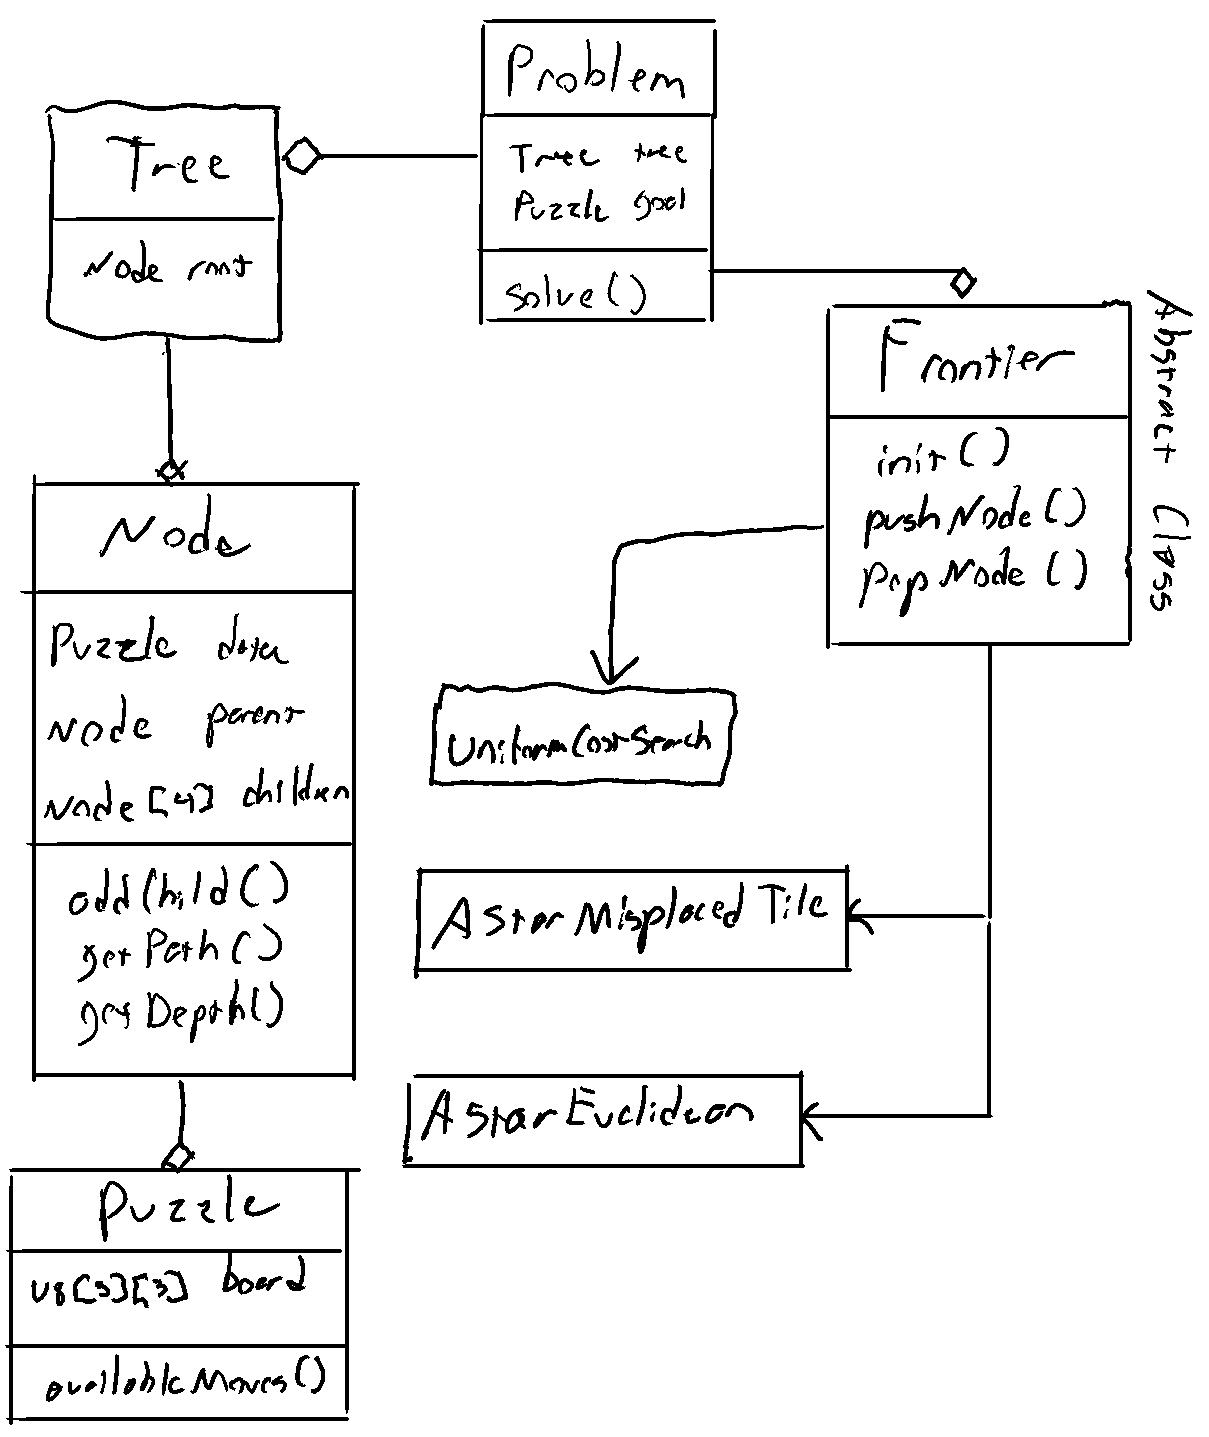 Problem
Tree tree
Puzzle goal
solve()
Tree
Node root
Frontier
init()
pushNode()
popNode()
Abstract Class
Node
Puzzle data
Node parent
Node[4] children
addChild()
getPath()
getDepth()
UniformCostSearch
AStarMisplacedTile
AStarEuclidean
Puzzle
u8[3][3] board
availableMoves()